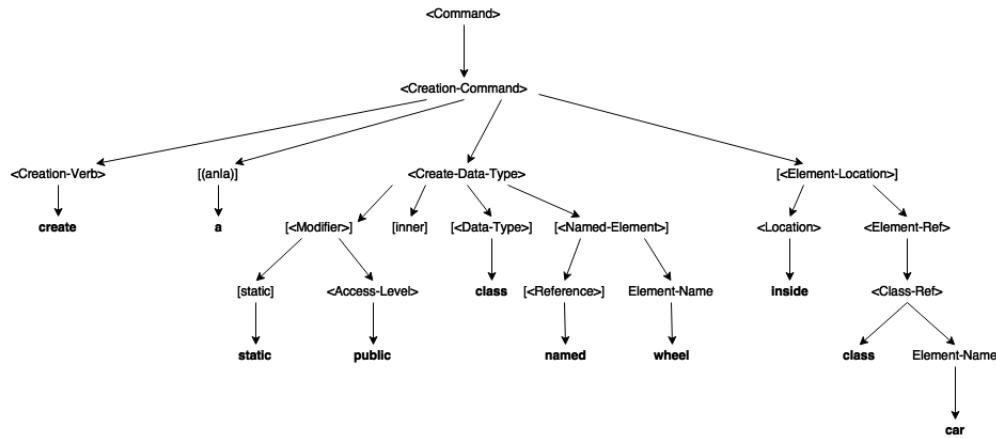 <Command>
<Creation-Command>
<Creation-Verb> [(anla)] <Create-Data-Type> [<Element-Location>]
create a [<Modifier>] [inner] [<Data-Type>] [<Named-Element>] <Location> <Element-Ref>
[static] <Access-Level> class [<Reference>] Element-Name inside <Class-Ref>
static public named wheel class Element-Name
car